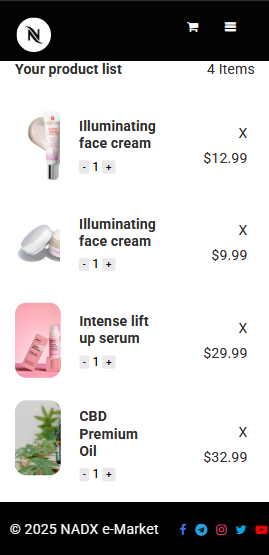 N
Your product list 4 Items
Illuminating
face cream
X
- 1 +
$12.99
Illuminating
face cream
X
- 1 +
$9.99
Intense lift
up serum
X
- 1 +
$29.99
CBD
Premium
Oil
X
- 1 +
$32.99
© 2025 NADX e-Market